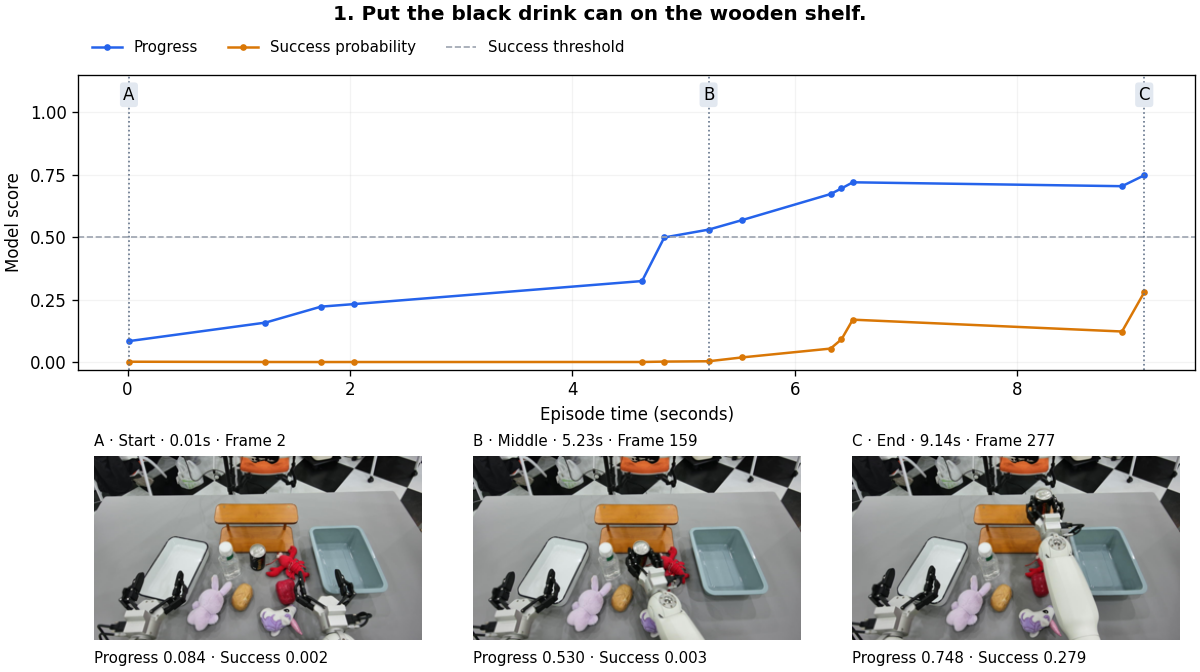 1. Put the black drink can on the wooden shelf.
Progress
Success probability
Success threshold
A
B
C
1.00
0.75
0.50
0.25
0.00
Model score
0
2
4
6
8
Episode time (seconds)
A · Start · 0.01s · Frame 2
B · Middle · 5.23s · Frame 159
C · End · 9.14s · Frame 277
Progress 0.084 · Success 0.002
Progress 0.530 · Success 0.003
Progress 0.748 · Success 0.279